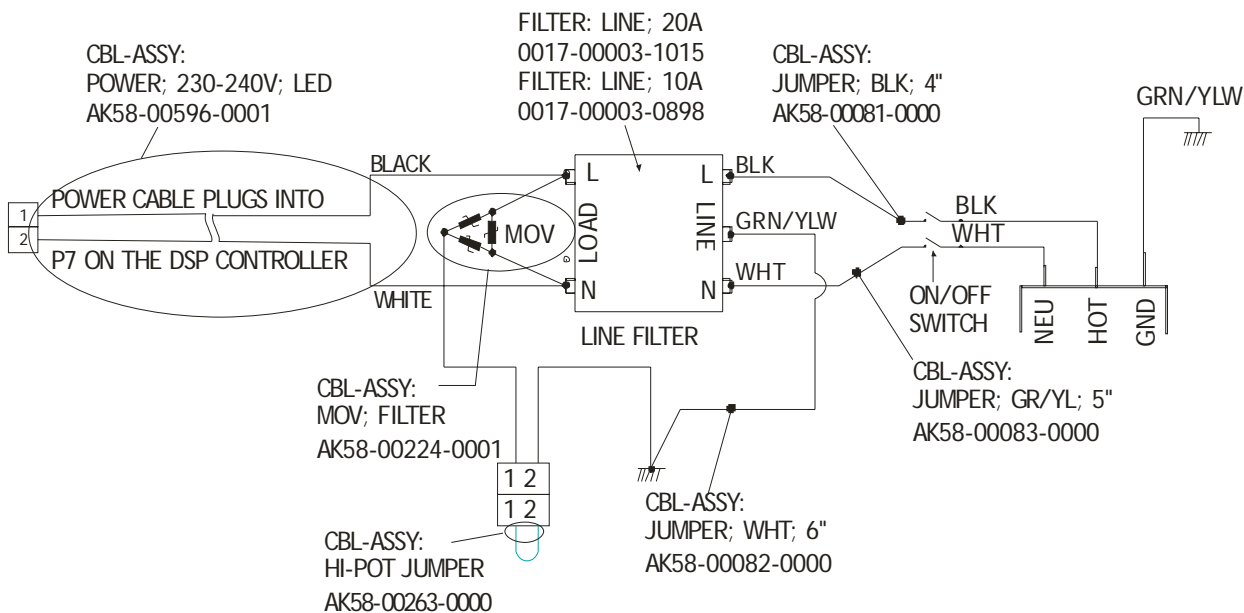 FILTER: LINE; 20A
0017-00003-1015
FILTER: LINE; 10A
0017-00003-0898
CBL-ASSY:
POWER; 230-240V; LED
AK58-00596-0001
CBL-ASSY:
JUMPER; BLK; 4"
AK58-00081-0000
GRN/YLW
BLACK
L
L
BLK
POWER CABLE PLUGS INTO
1
2
P7 ON THE DSP CONTROLLER
MOV
LOAD
LINE
GRN/YLW
BLK
WHT
WHITE
N
N
WHT
ON/OFF
SWITCH
NEU
HOT
GND
LINE FILTER
CBL-ASSY:
MOV; FILTER
AK58-00224-0001
CBL-ASSY:
JUMPER; GR/YL; 5"
AK58-00083-0000
1 2
1 2
CBL-ASSY:
JUMPER; WHT; 6"
AK58-00082-0000
CBL-ASSY:
HI-POT JUMPER
AK58-00263-0000